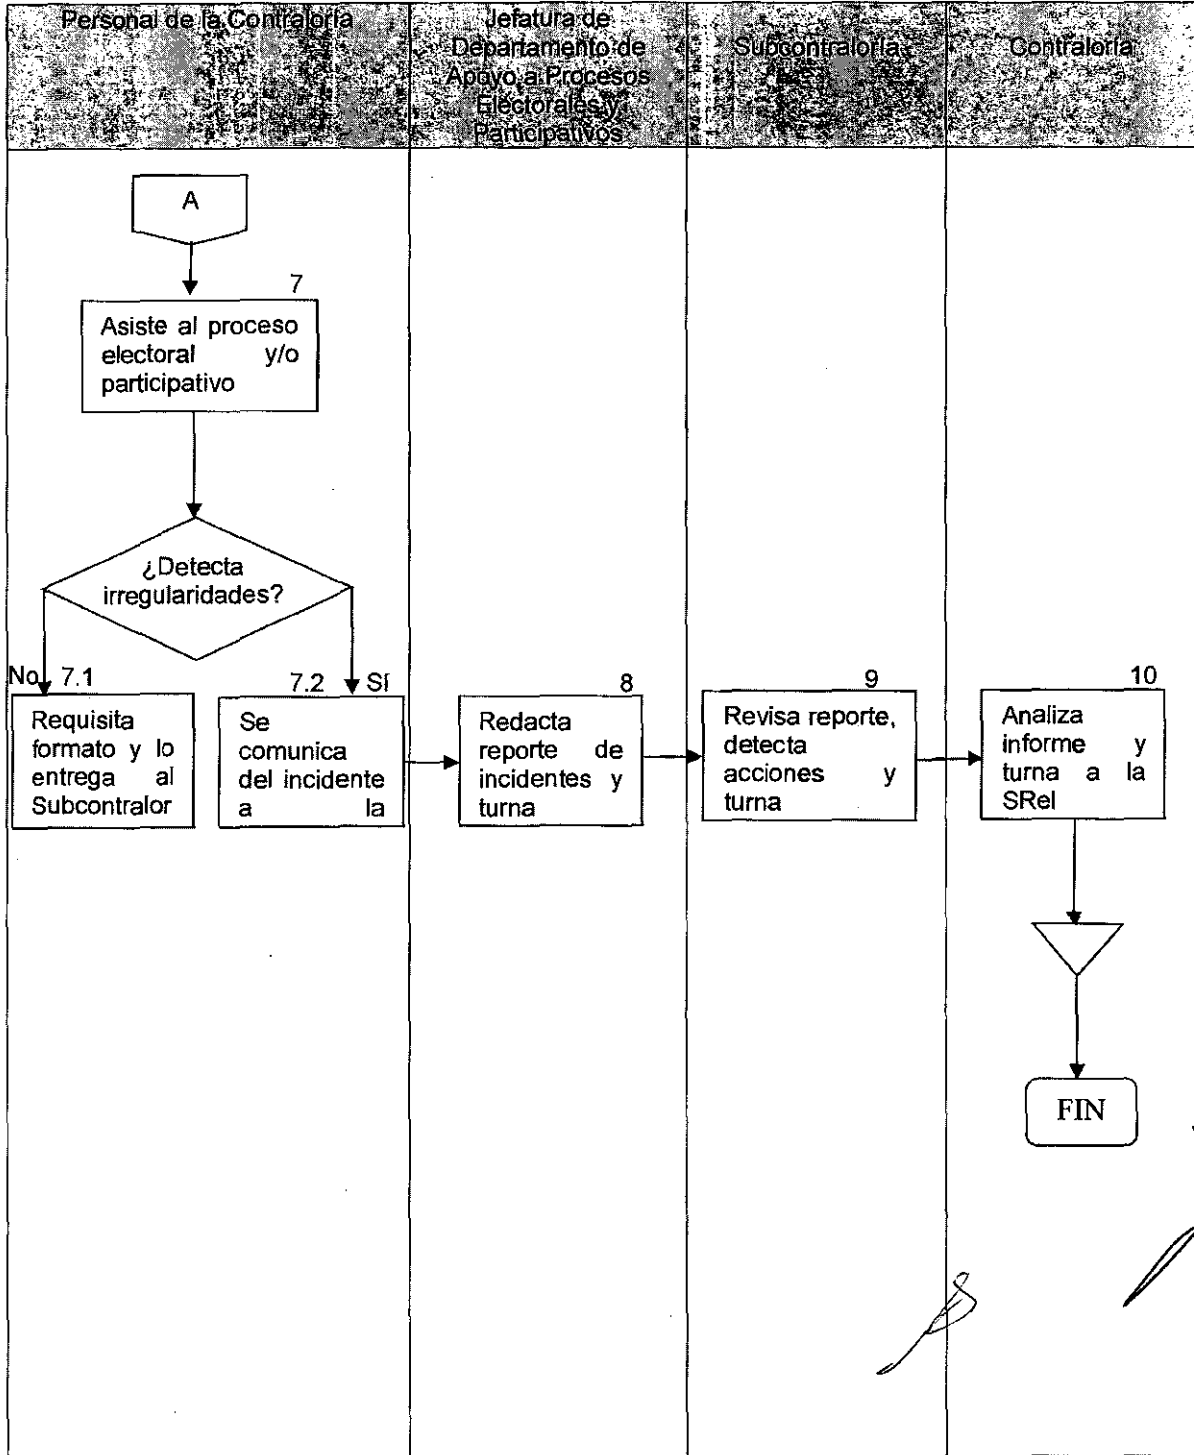 Personal de la Contraloría
Jefatura de
Departamento de
Apoyo a Procesos
Electorales y
Participativos
Subcontraloría
Contraloría
A
7
Asiste al proceso
electoral y/o
participativo
¿Detecta
irregularidades?
No 7.1
Requisita
formato y lo
entrega al
Subcontralor
7.2 SÍ
Se
comunica
del incidente
a la
8
Redacta
reporte de
incidentes y
turna
9
Revisa reporte,
detecta
acciones y
turna
10
Analiza
informe y
turna a la
SRel
FIN